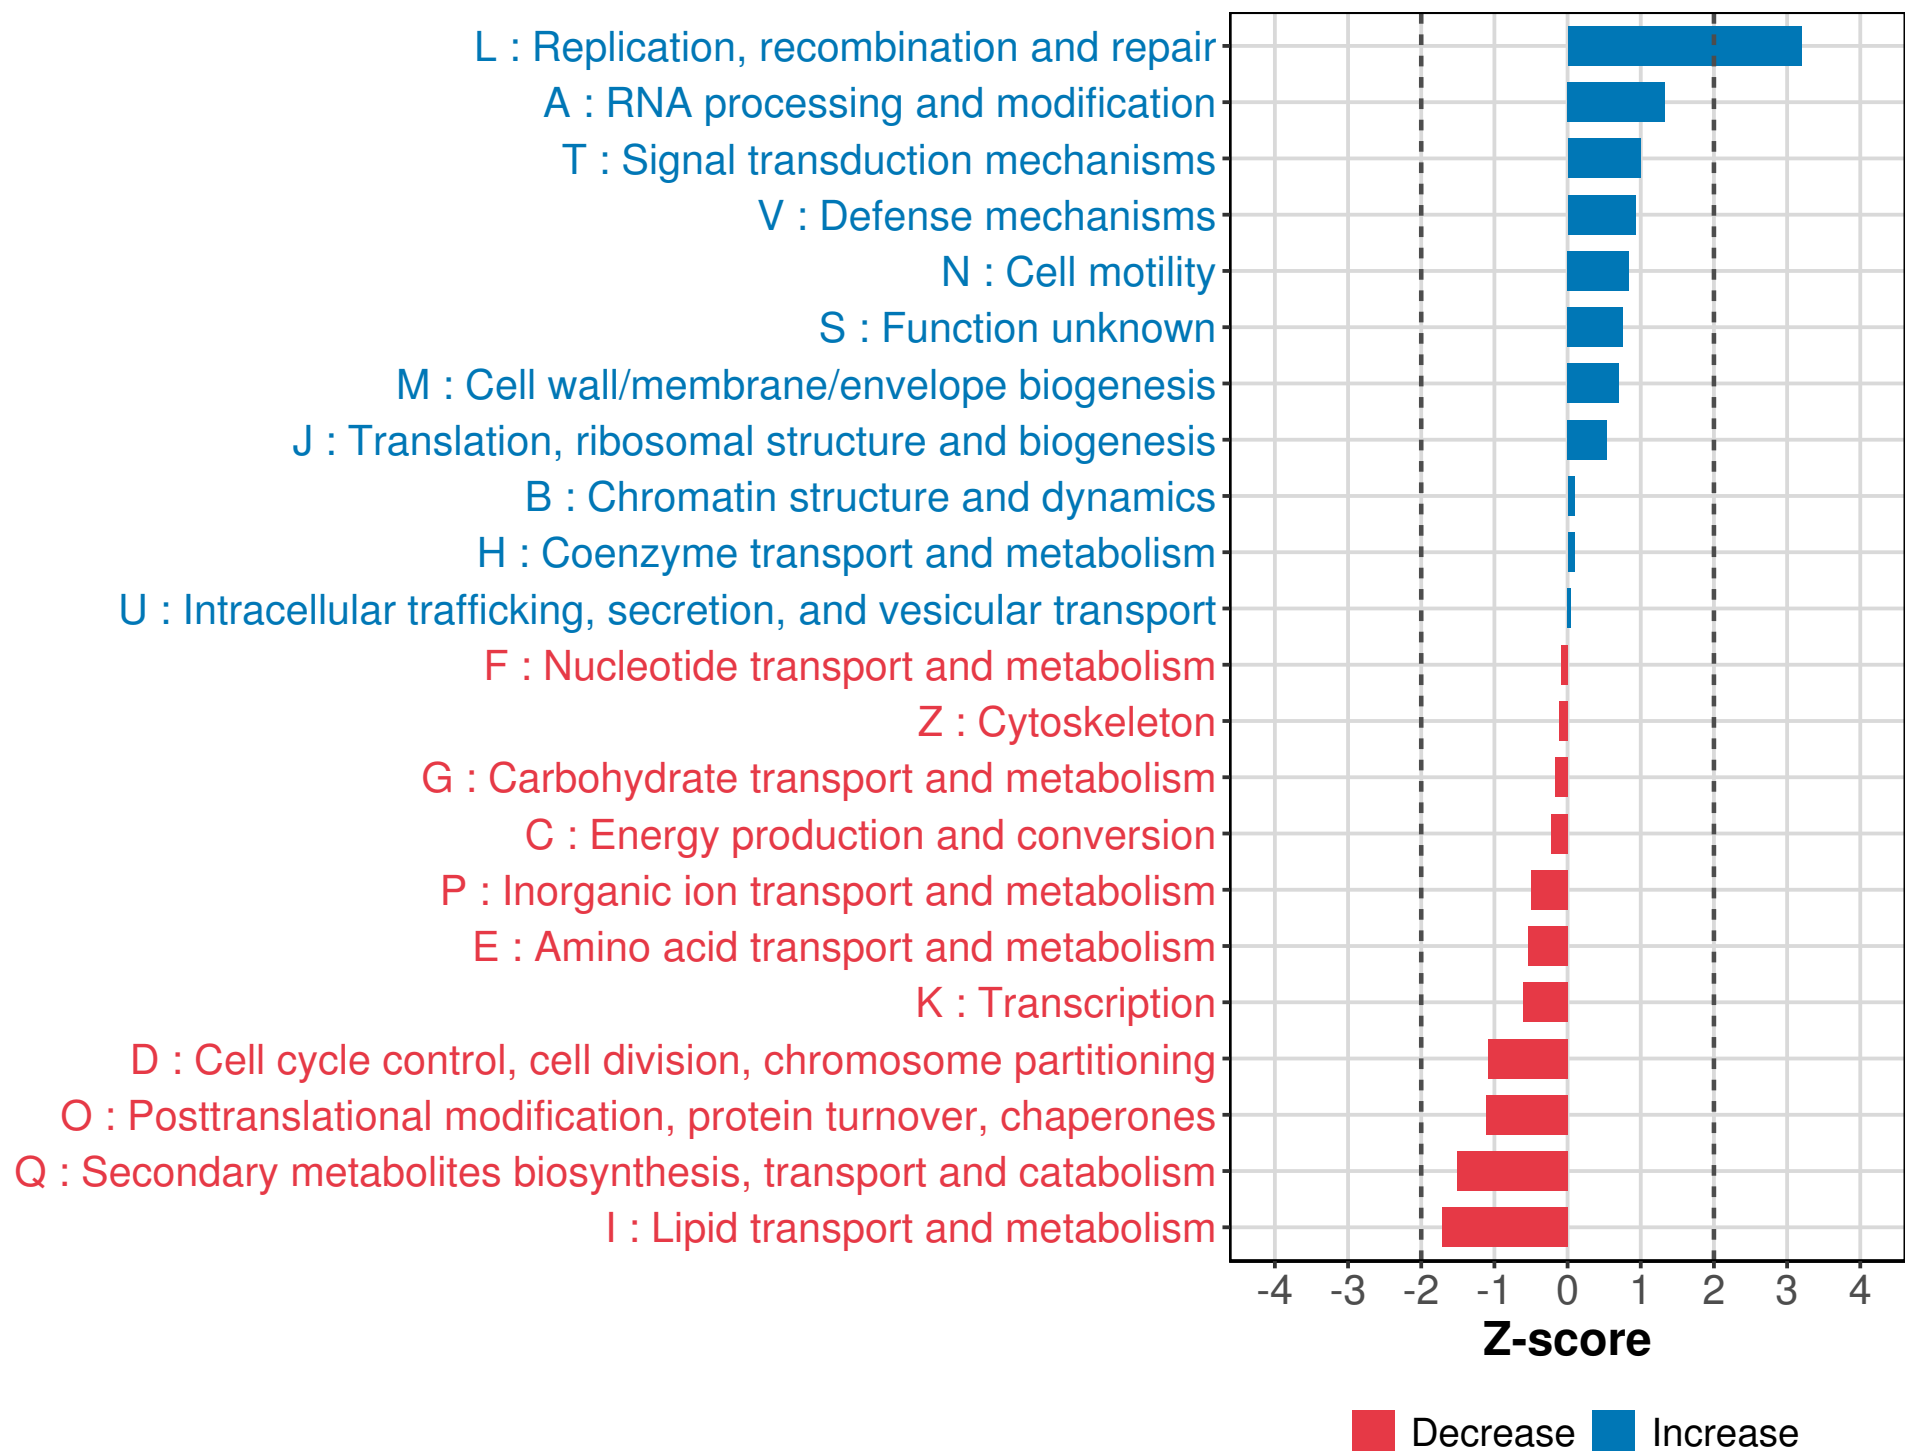 L : Replication, recombination and repair
A : RNA processing and modification
T : Signal transduction mechanisms
V : Defense mechanisms
N : Cell motility
S : Function unknown
M : Cell wall/membrane/envelope biogenesis
J : Translation, ribosomal structure and biogenesis
B : Chromatin structure and dynamics
H : Coenzyme transport and metabolism
U : Intracellular trafficking, secretion, and vesicular transport
F : Nucleotide transport and metabolism
Z : Cytoskeleton
G : Carbohydrate transport and metabolism
C : Energy production and conversion
P : Inorganic ion transport and metabolism
E : Amino acid transport and metabolism
K : Transcription
D : Cell cycle control, cell division, chromosome partitioning
O : Posttranslational modification, protein turnover, chaperones
Q : Secondary metabolites biosynthesis, transport and catabolism
I : Lipid transport and metabolism
-4 -3 -2 -1 0 1 2 3 4
Z-score
Decrease Increase